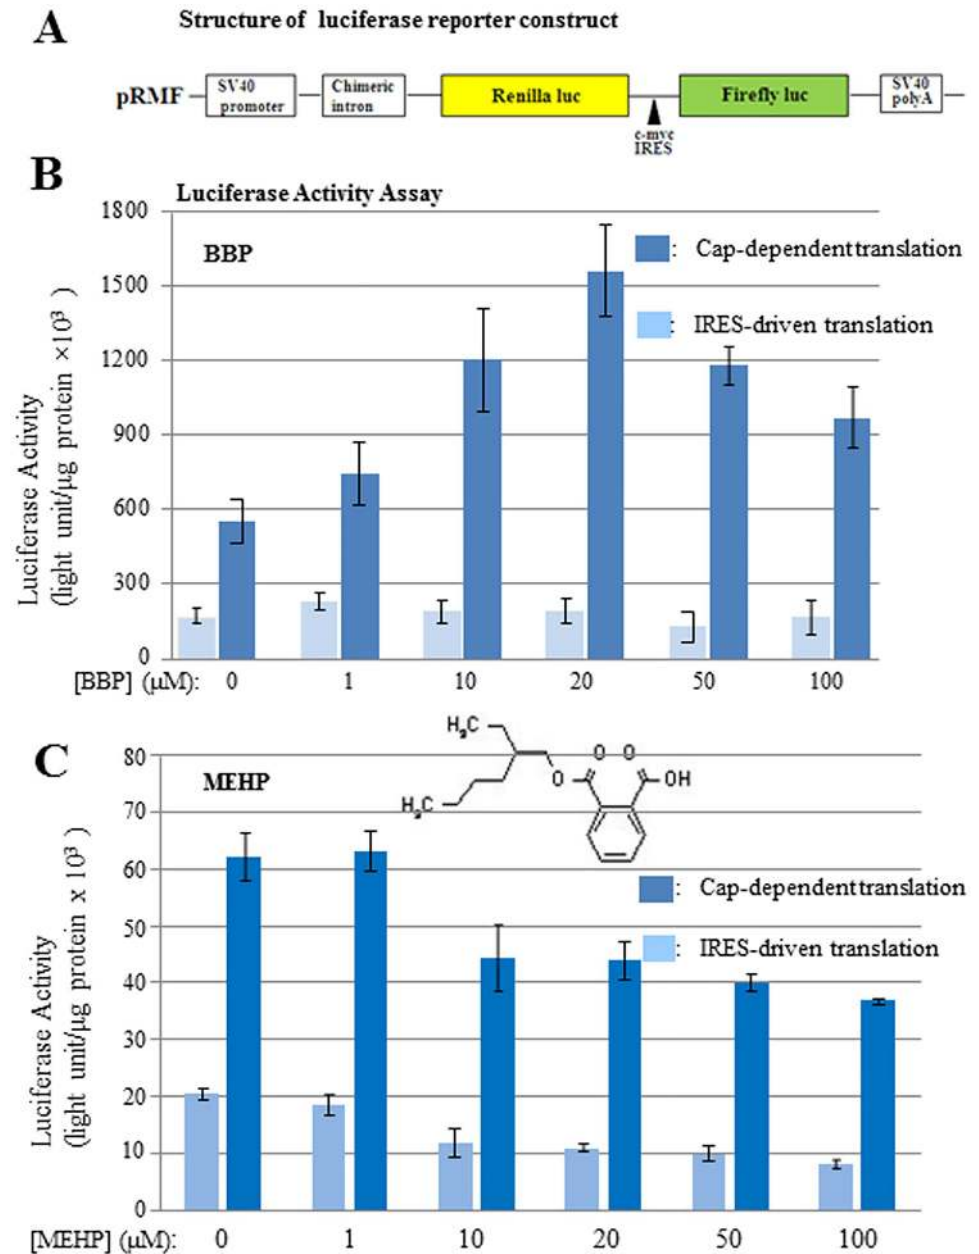 A
Structure of luciferase reporter construct
pRMF
SV40
promoter
Chimeric
intron
Renilla luc
c-myc
IRES
Firefly luc
SV40
polyA
B
Luciferase Activity Assay
BBP
: Cap-dependent translation
: IRES-driven translation
Luciferase Activity
(light unit/μg protein ×10³ )
1800
1500
1200
900
600
300
0
[BBP] (μM): 0 1 10 20 50 100
C
MEHP
H₃C
H₃C
O
O O
OH
: Cap-dependent translation
: IRES-driven translation
Luciferase Activity
(light unit/μg protein x 10³ )
80
70
60
50
40
30
20
10
0
[MEHP] (μM): 0 1 10 20 50 100